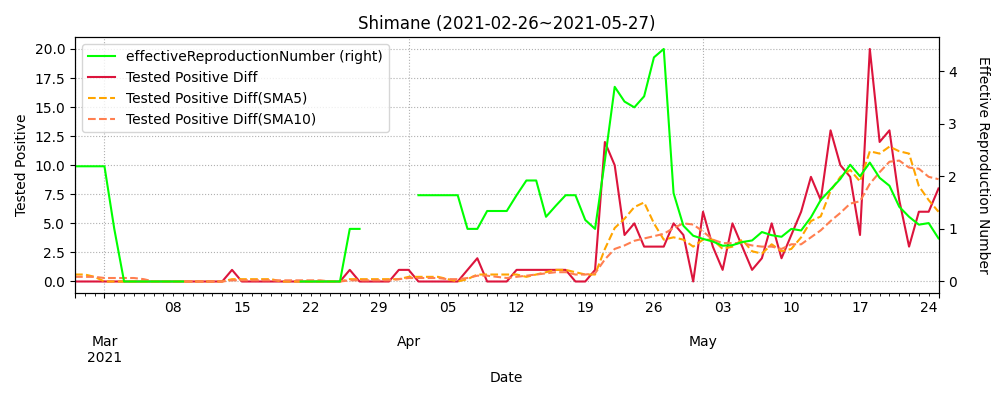 Shimane (2021-02-26~2021-05-27)
effectiveReproductionNumber (right)
Tested Positive Diff
Tested Positive Diff(SMA5)
Tested Positive Diff(SMA10)
Tested Positive
20.0
17.5
15.0
12.5
10.0
7.5
5.0
2.5
0.0
Effective Reproduction Number
4
3
2
1
0
08 15 22 29 05 12 19 26 03 10 17 24
Mar Apr May
2021
Date